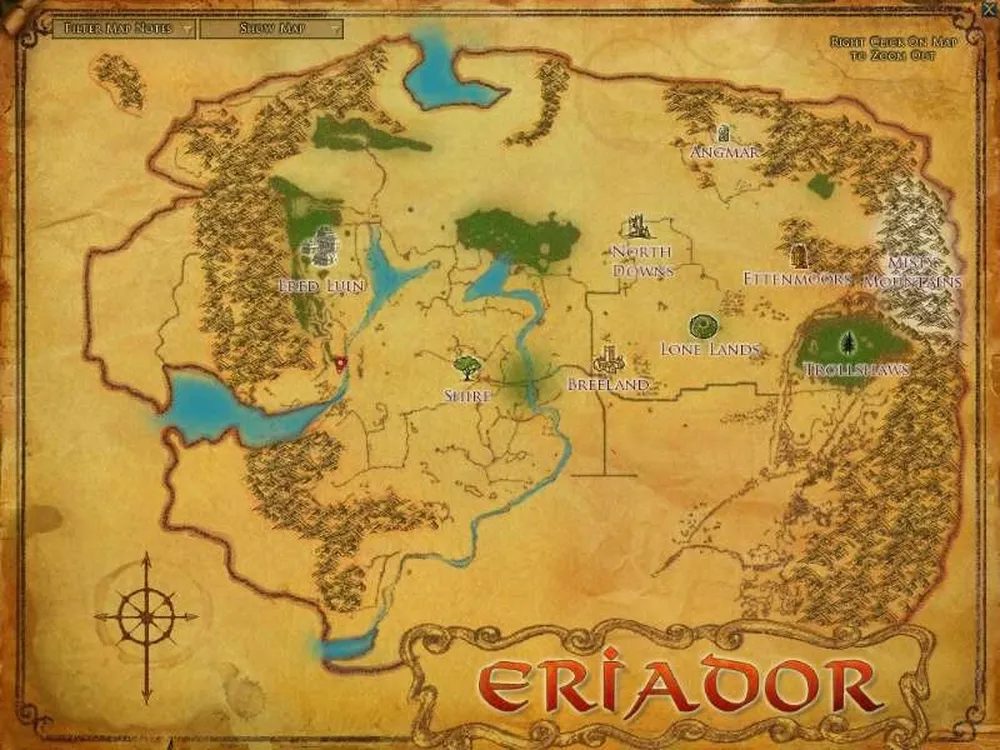 Filter Map Notes
Show Map
Right Click On Map
to Zoom Out
Angmar
North
Downs
Ered Luin
Ettenmoors
Misty
Mountains
Lone Lands
Trollshaws
Shire
Breeland
ERIADOR